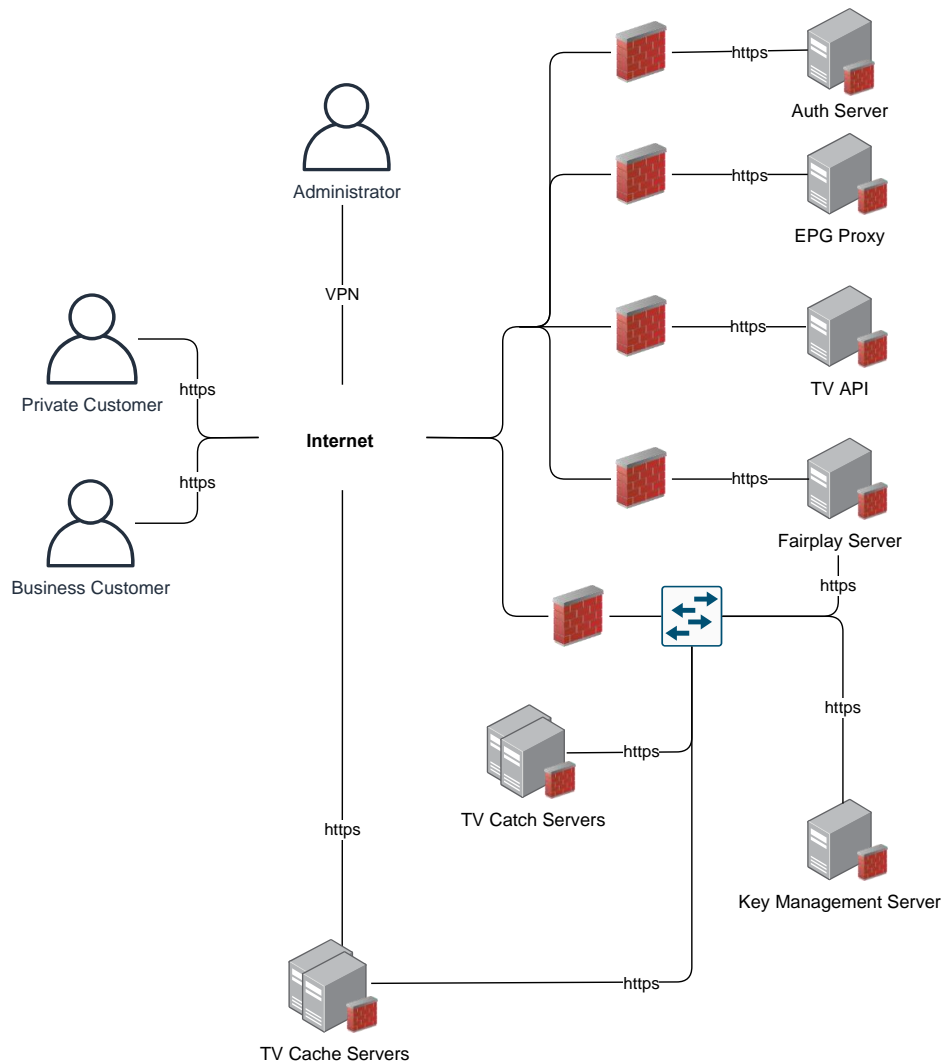 https
Auth Server
Administrator
https
EPG Proxy
VPN
https
TV API
https
Private Customer
Internet
https
https
Business Customer
Fairplay Server
https
https
https
TV Catch Servers
https
Key Management Server
https
TV Cache Servers